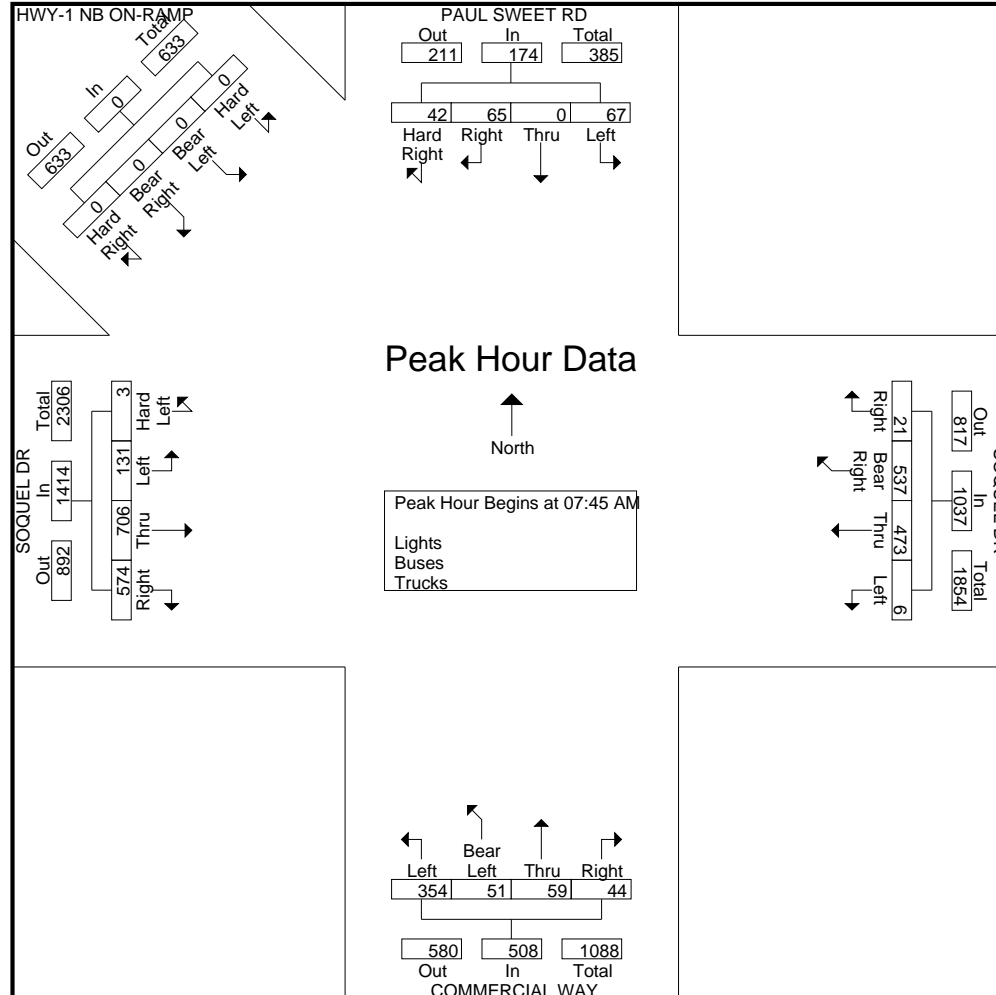 HWY-1 NB ON-RAMP
Out
In
Total
633
0
633
0
0
0
0
Hard
Right
Bear
Right
Bear
Left
Hard
Left
PAUL SWEET RD
Out
In
Total
211
174
385
42
65
0
67
Hard
Right
Right
Thru
Left
Peak Hour Data
North
Peak Hour Begins at 07:45 AM
Lights
Buses
Trucks
SOQUEL DR
Total
In
Out
2306
1414
892
3
131
706
574
Hard
Left
Left
Thru
Right
Right
Bear
Right
Thru
Left
21
537
473
6
817
1037
1854
Out
In
Total
SOQUEL DR
Left
Bear
Left
Thru
Right
354
51
59
44
580
508
1088
Out
In
Total
COMMERCIAL WAY